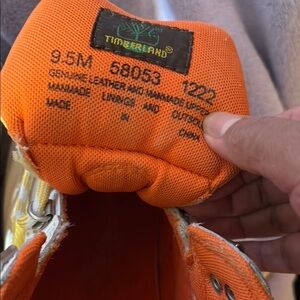 TIMBERLAND®
9.5M 58053 1222
GENUINE LEATHER AND MANMADE UPPER
MANMADE LININGS AND OUTSOLE
MADE IN CHINA